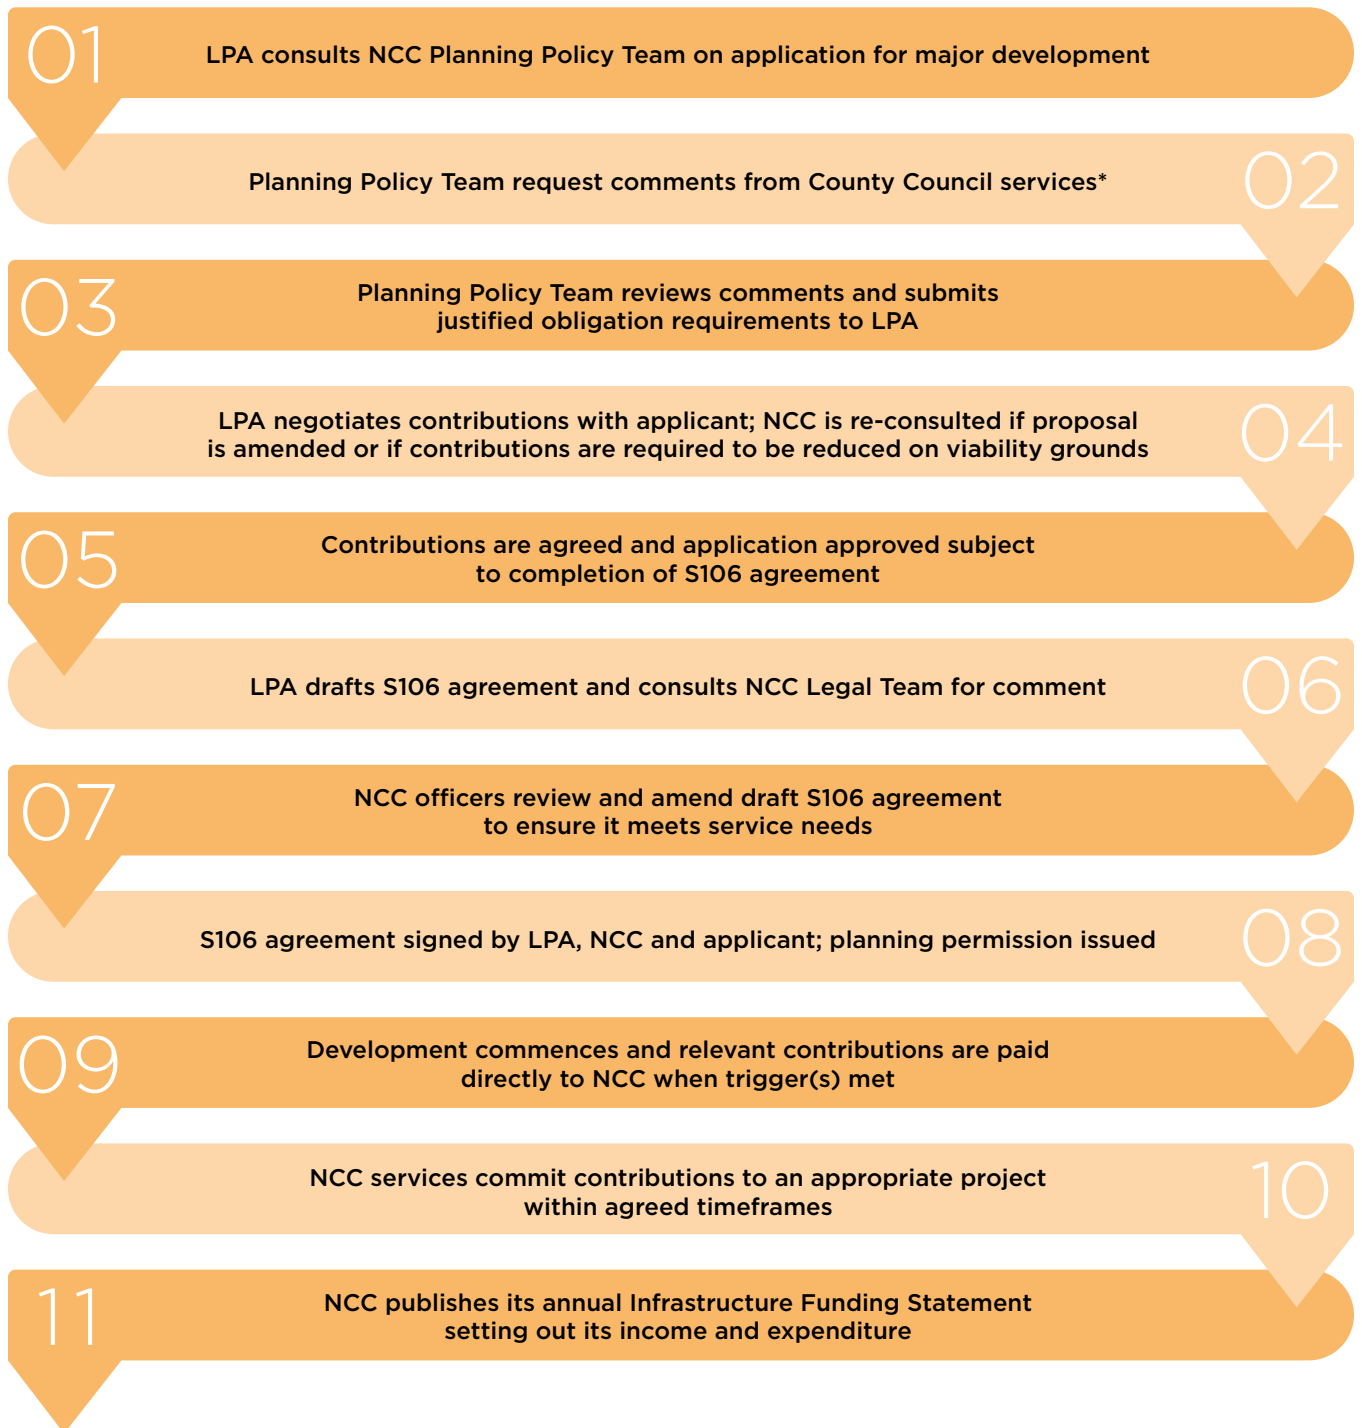 01
LPA consults NCC Planning Policy Team on application for major development
Planning Policy Team request comments from County Council services*
02
03
Planning Policy Team reviews comments and submits
justified obligation requirements to LPA
LPA negotiates contributions with applicant; NCC is re-consulted if proposal
is amended or if contributions are required to be reduced on viability grounds
04
05
Contributions are agreed and application approved subject
to completion of S106 agreement
LPA drafts S106 agreement and consults NCC Legal Team for comment
06
07
NCC officers review and amend draft S106 agreement
to ensure it meets service needs
S106 agreement signed by LPA, NCC and applicant; planning permission issued
08
09
Development commences and relevant contributions are paid
directly to NCC when trigger(s) met
NCC services commit contributions to an appropriate project
within agreed timeframes
10
11
NCC publishes its annual Infrastructure Funding Statement
setting out its income and expenditure